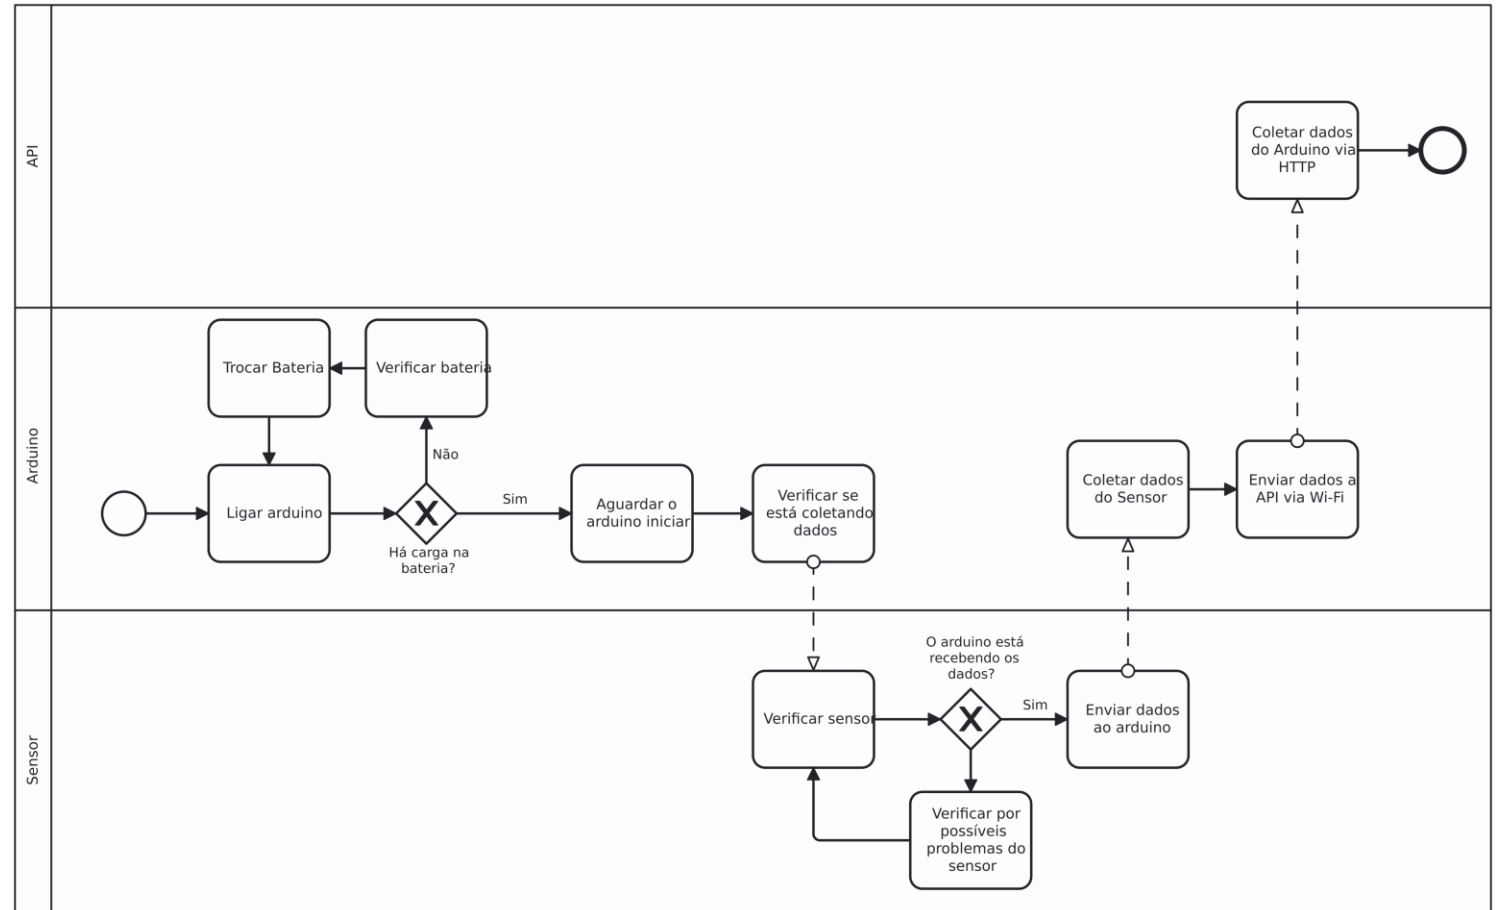 API
Coletar dados
do Arduino via
HTTP
Arduino
Trocar Bateria
Verificar bateria
Não
Ligar arduino
Há carga na
bateria?
Sim
Aguardar o
arduino iniciar
Verificar se
está coletando
dados
Coletar dados
do Sensor
Enviar dados a
API via Wi-Fi
Sensor
Verificar sensor
O arduino está
recebendo os
dados?
Sim
Enviar dados
ao arduino
Verificar por
possíveis
problemas do
sensor